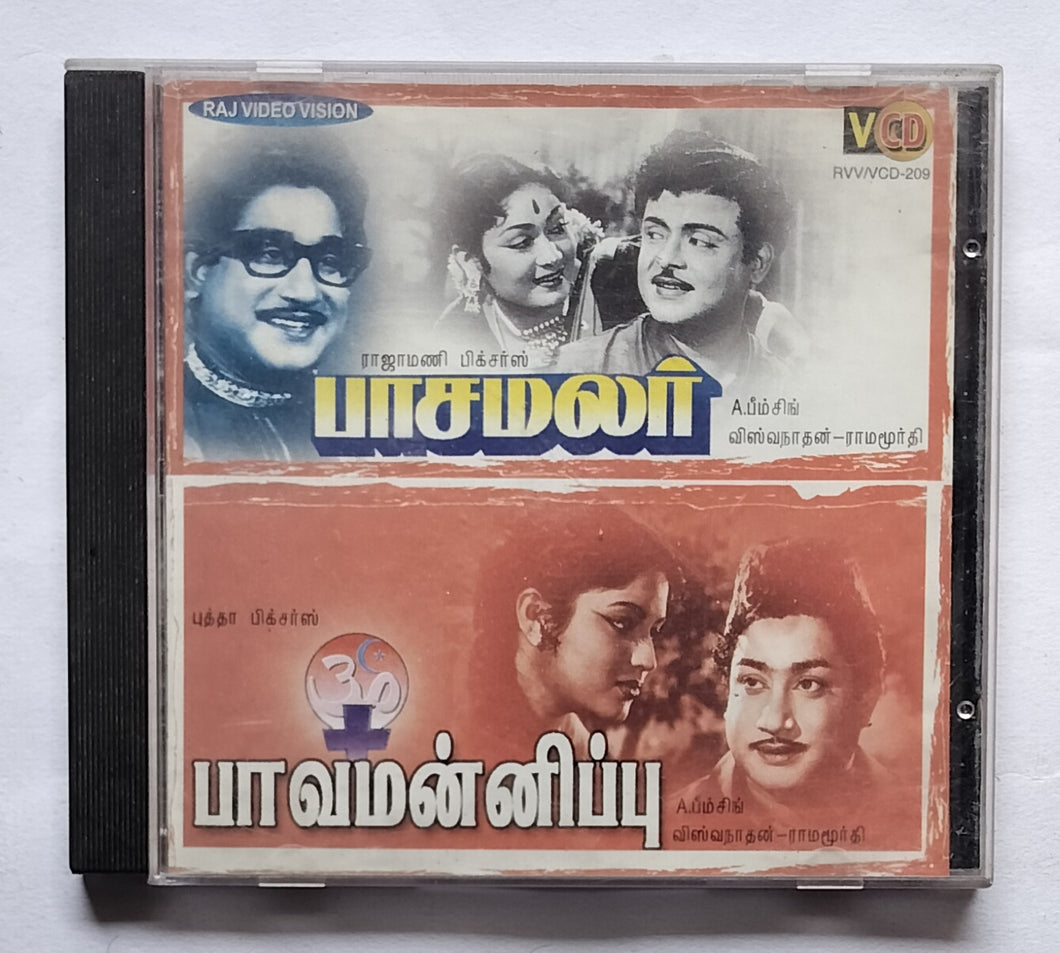 RAJ VIDEO VISION
VCD
RVV/VCD-209
ராஜாமணி பிக்சர்ஸ்
பாசமலர்
A.பீம்சிங்
விஸ்வநாதன்-ராமமூர்தி
புத்தா பிக்சர்ஸ்
பாவமன்னிப்பு
A.பீம்சிங்
விஸ்வநாதன்-ராமமூர்தி